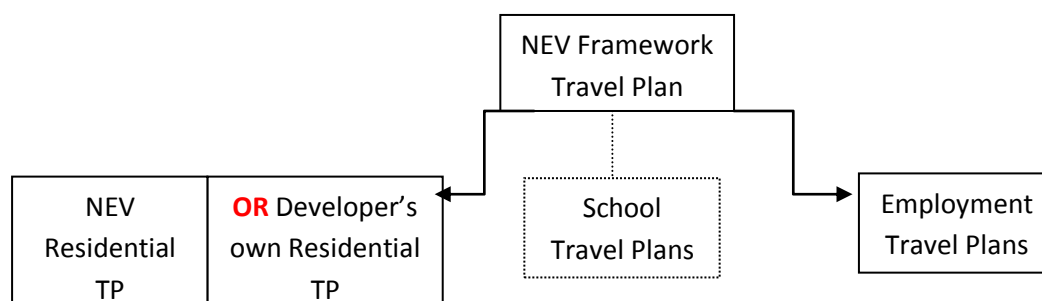 NEV Framework
Travel Plan
NEV
Residential
TP
OR Developer’s
own Residential
TP
School
Travel Plans
Employment
Travel Plans